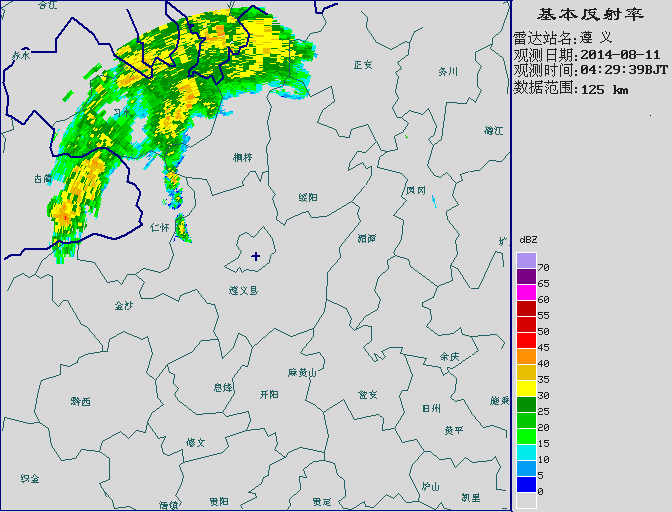 基本反射率
雷达站名: 遵 义
观测日期: 2014-08-11
观测时间: 04:29:39BJT
数据范围: 125 km
合江
赤水
正安
务川
习水
德江
桐梓
古蔺
绥阳
凤冈
仁怀
湄潭
遵义县
金沙
余庆
麻黄山
息烽
开阳
瓮安
黔西
旧州
施秉
黄平
修文
织金
清镇
贵阳
贵定
炉山
凯里
dBZ
70
65
60
55
50
45
40
35
30
25
20
15
10
5
0